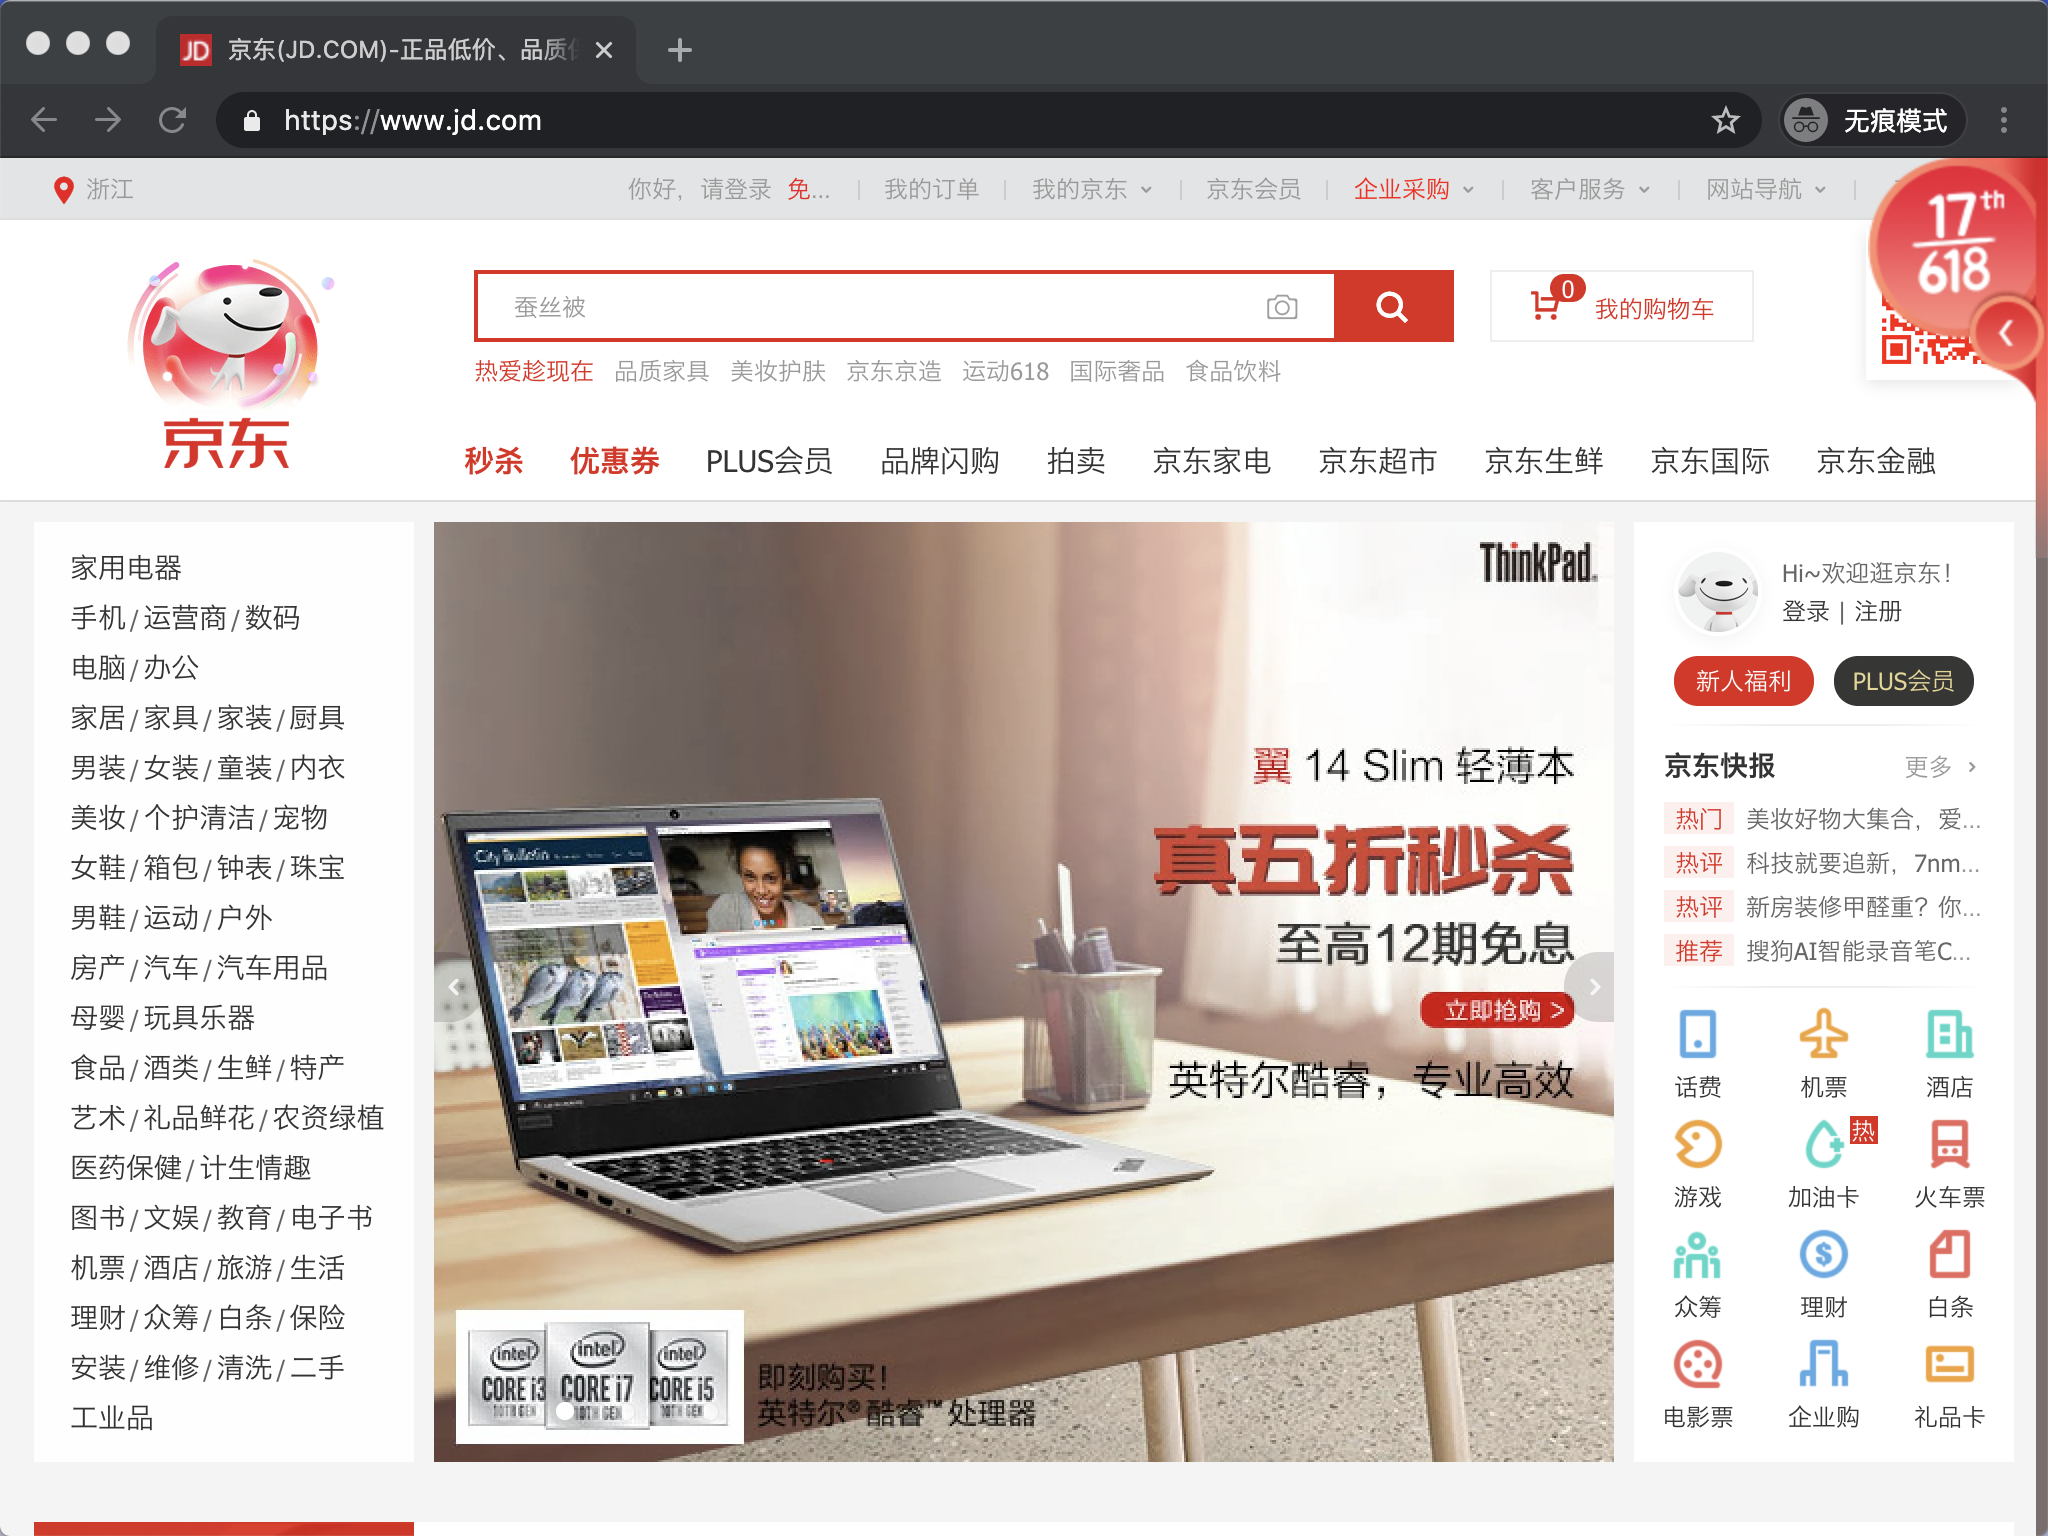 JD 京东(JD.COM)-正品低价、品质
https://www.jd.com
无痕模式
浙江
你好，请登录 免...
我的订单
我的京东
京东会员
企业采购
客户服务
网站导航
17th
618
京东
蚕丝被
0 我的购物车
热爱趁现在 品质家具 美妆护肤 京东京造 运动618 国际奢品 食品饮料
秒杀 优惠券 PLUS会员 品牌闪购 拍卖 京东家电 京东超市 京东生鲜 京东国际 京东金融
家用电器
手机/运营商/数码
电脑/办公
家居/家具/家装/厨具
男装/女装/童装/内衣
美妆/个护清洁/宠物
女鞋/箱包/钟表/珠宝
男鞋/运动/户外
房产/汽车/汽车用品
母婴/玩具乐器
食品/酒类/生鲜/特产
艺术/礼品鲜花/农资绿植
医药保健/计生情趣
图书/文娱/教育/电子书
机票/酒店/旅游/生活
理财/众筹/白条/保险
安装/维修/清洗/二手
工业品
ThinkPad
翼 14 Slim 轻薄本
真五折秒杀
至高12期免息
立即抢购 >
英特尔酷睿，专业高效
City Bulletin
intel CORE i3 10TH GEN
intel CORE i7 10TH GEN
intel CORE i5 10TH GEN
即刻购买！
英特尔®酷睿™处理器
Hi~欢迎逛京东！
登录 | 注册
新人福利
PLUS会员
京东快报
更多
热门 美妆好物大集合，爱...
热评 科技就要追新，7nm...
热评 新房装修甲醛重？你...
推荐 搜狗AI智能录音笔C...
话费
机票
酒店
游戏
加油卡
热
火车票
众筹
理财
白条
电影票
企业购
礼品卡